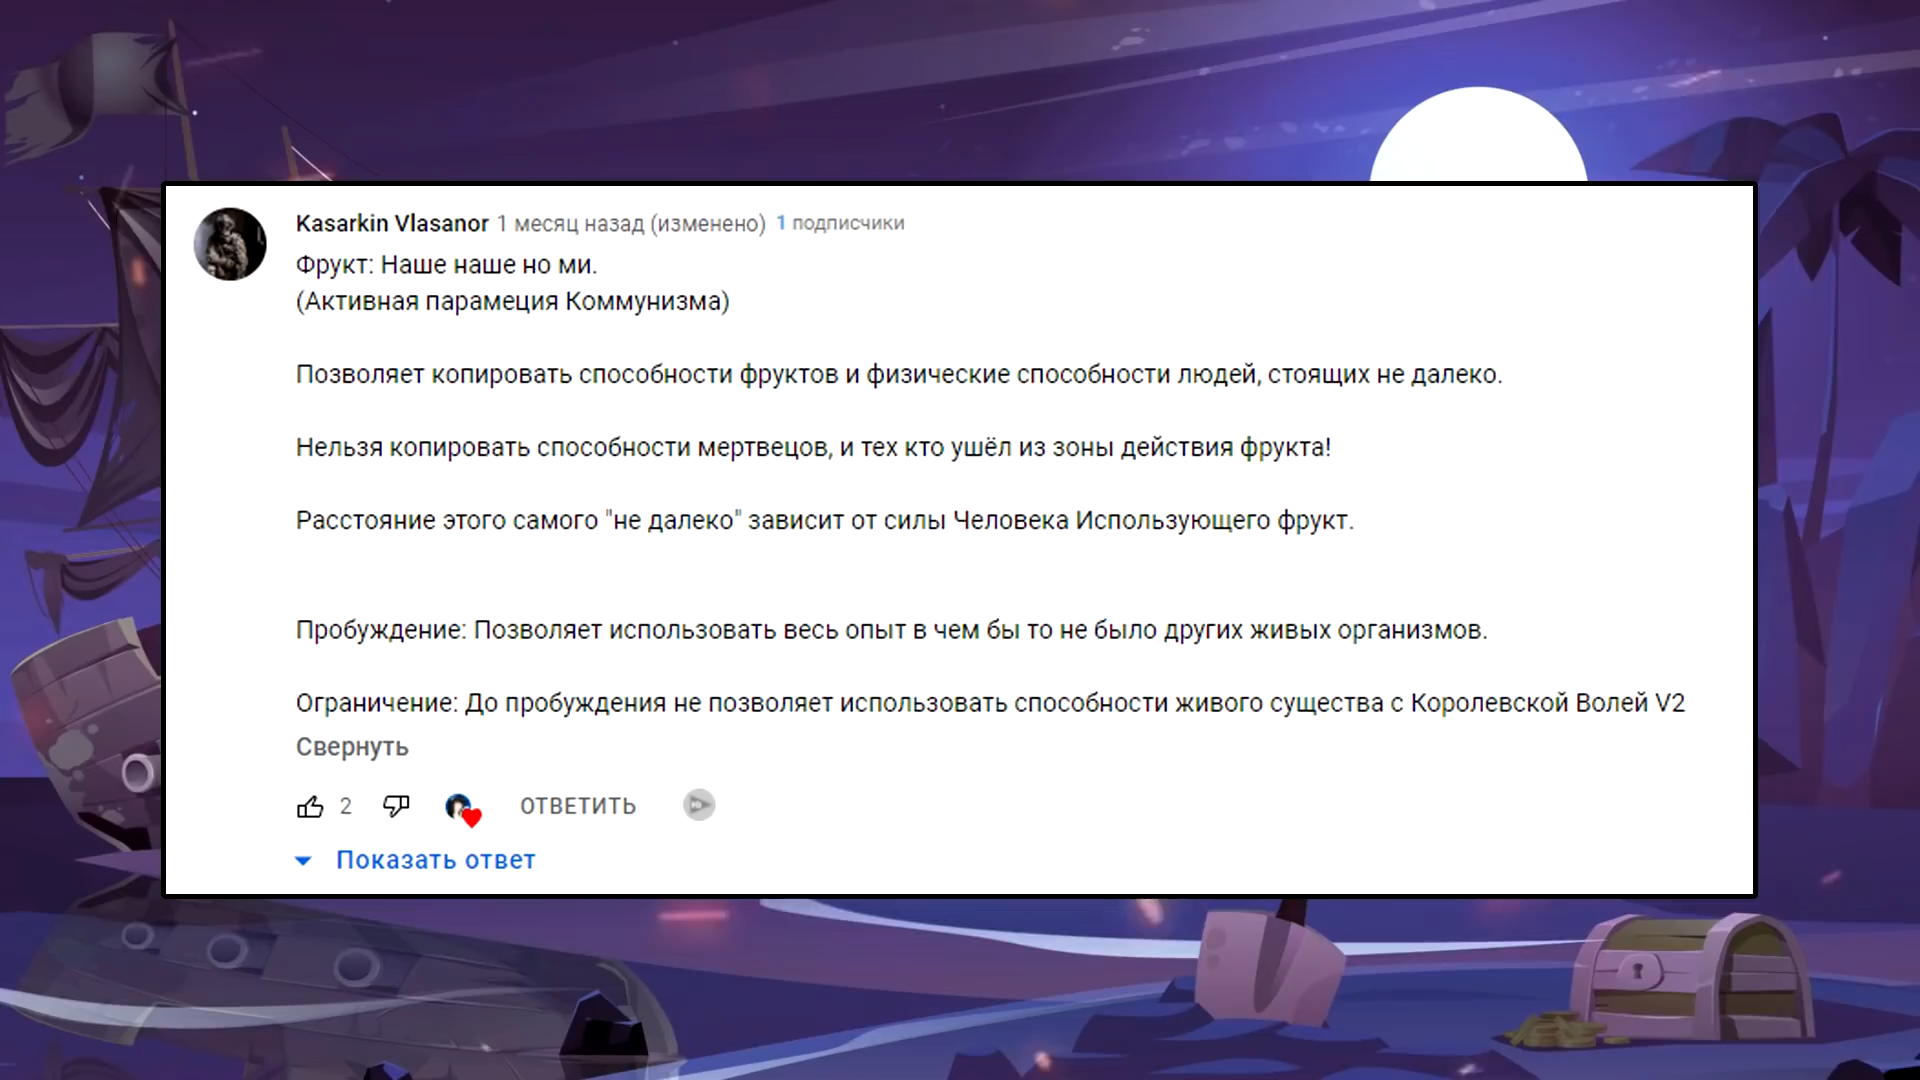 Kasarkin Vlasanor 1 месяц назад (изменено) 1 подписчики
Фрукт: Наше наше но ми.
(Активная парамеция Коммунизма)
Позволяет копировать способности фруктов и физические способности людей, стоящих не далеко.
Нельзя копировать способности мертвецов, и тех кто ушёл из зоны действия фрукта!
Расстояние этого самого "не далеко" зависит от силы Человека Использующего фрукт.
Пробуждение: Позволяет использовать весь опыт в чем бы то не было других живых организмов.
Ограничение: До пробуждения не позволяет использовать способности живого существа с Королевской Волей V2
Свернуть
2 ОТВЕТИТЬ
Показать ответ